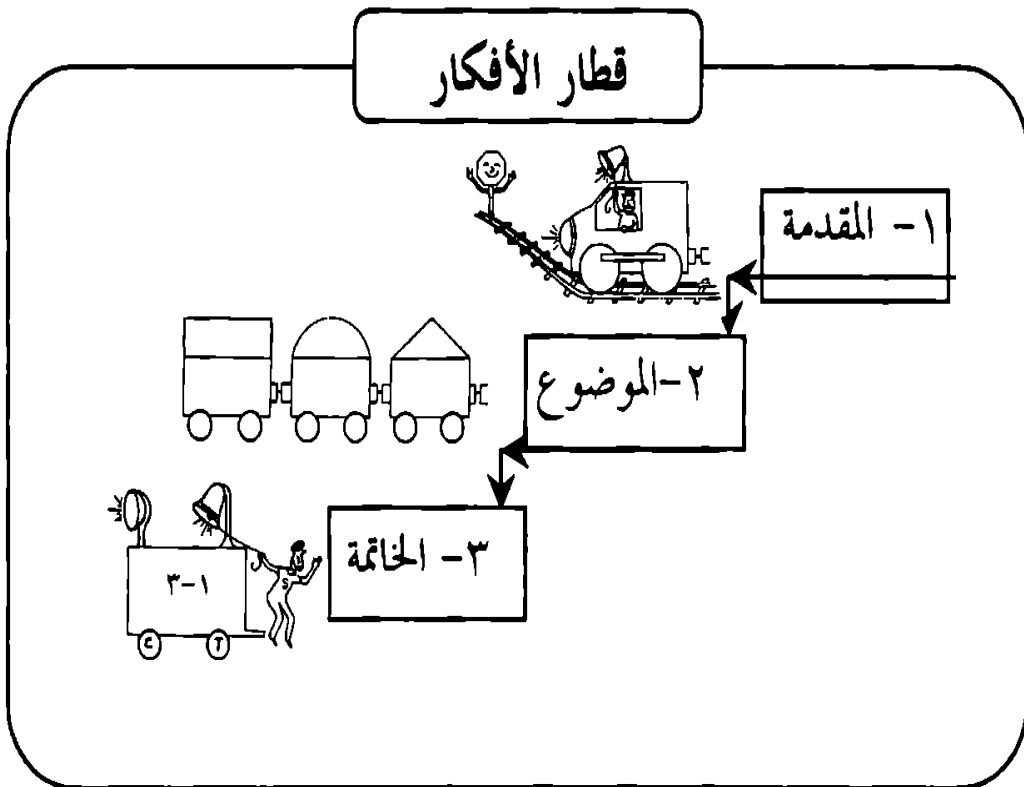 قطار الأفكار
١- المقدمة
٢-الموضوع
٣- الخاتمة
٣-١
S
C T